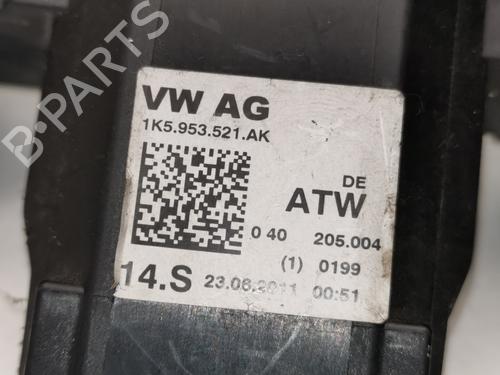 VW AG
1K5.953.521.AK
DE
ATW
0 40 205.004
(1) 0199
14.S 23.06.2011 00:51
B-PARTS